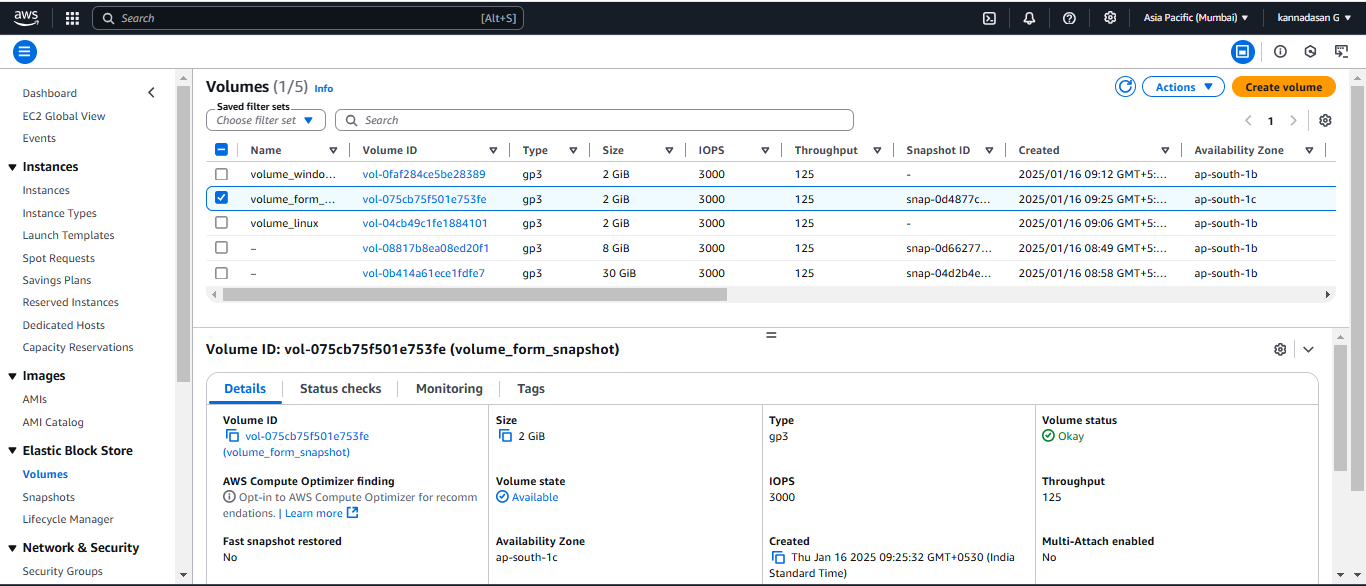 aws
Search [Alt+S]
Asia Pacific (Mumbai) ▼ kannadasan G ▼
Dashboard
EC2 Global View
Events
Instances
Instances
Instance Types
Launch Templates
Spot Requests
Savings Plans
Reserved Instances
Dedicated Hosts
Capacity Reservations
Images
AMIs
AMI Catalog
Elastic Block Store
Volumes
Snapshots
Lifecycle Manager
Network & Security
Security Groups
Volumes (1/5) Info
Actions ▼ Create volume
Saved filter sets
Choose filter set ▼ Search
1
Name Volume ID Type Size IOPS Throughput Snapshot ID Created Availability Zone
volume_windo... vol-0faf284ce5be28389 gp3 2 GiB 3000 125 - 2025/01/16 09:12 GMT+5:... ap-south-1b
volume_form_... vol-075cb75f501e753fe gp3 2 GiB 3000 125 snap-0d4877c... 2025/01/16 09:25 GMT+5:... ap-south-1c
volume_linux vol-04cb49c1fe1884101 gp3 2 GiB 3000 125 - 2025/01/16 09:06 GMT+5:... ap-south-1b
– vol-08817b8ea08ed20f1 gp3 8 GiB 3000 125 snap-0d66277... 2025/01/16 08:49 GMT+5:... ap-south-1b
– vol-0b414a61ece1fdfe7 gp3 30 GiB 3000 125 snap-04d2b4e... 2025/01/16 08:58 GMT+5:... ap-south-1b
Volume ID: vol-075cb75f501e753fe (volume_form_snapshot)
Details Status checks Monitoring Tags
Volume ID
vol-075cb75f501e753fe
(volume_form_snapshot)
Size
2 GiB
Type
gp3
Volume status
Okay
AWS Compute Optimizer finding
Opt-in to AWS Compute Optimizer for recomm
endations. | Learn more
Volume state
Available
IOPS
3000
Throughput
125
Fast snapshot restored
No
Availability Zone
ap-south-1c
Created
Thu Jan 16 2025 09:25:32 GMT+0530 (India
Standard Time)
Multi-Attach enabled
No